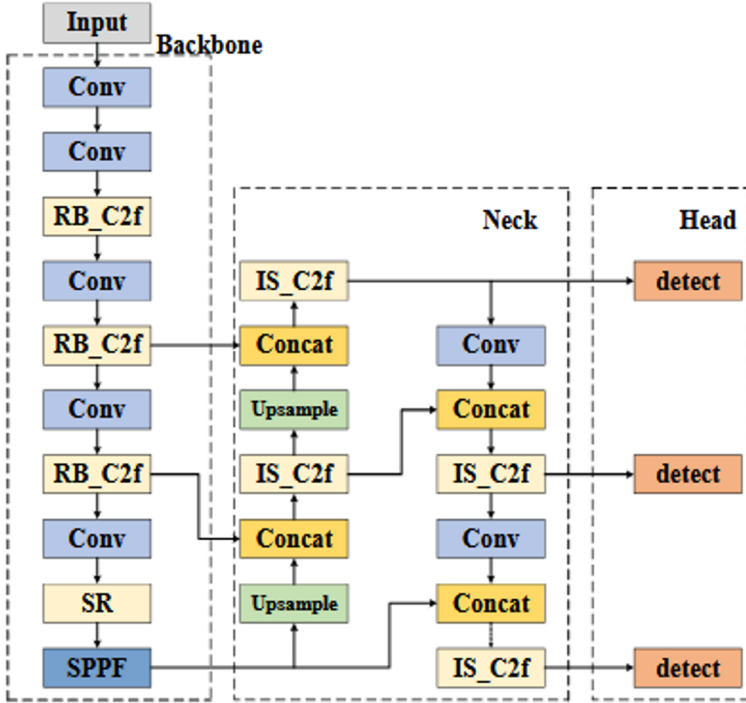 Input
Backbone
Conv
Conv
RB_C2f
Conv
RB_C2f
Conv
RB_C2f
Conv
SR
SPPF
Neck
IS_C2f
Concat
Upsample
IS_C2f
Concat
Upsample
Conv
Concat
IS_C2f
Conv
Concat
IS_C2f
Head
detect
detect
detect